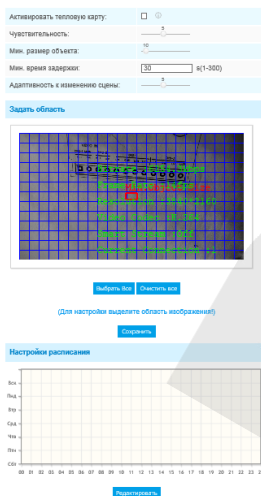 Активировать тепловую карту:
Чувствительность:
5
Мин. размер объекта:
10
Мин. время задержки: 30 s(1-300)
Адаптивность к изменению сцены:
5
Задать область
Выбрать Все Очистить все
(Для настройки выделите область изображения!)
Сохранить
Настройки расписания
Вск
Пнд
Втр
Срд
Чтв
Птн
Сбт
00 01 02 03 04 05 06 07 08 09 10 11 12 13 14 15 16 17 18 19 20 21 22 23
Редактировать